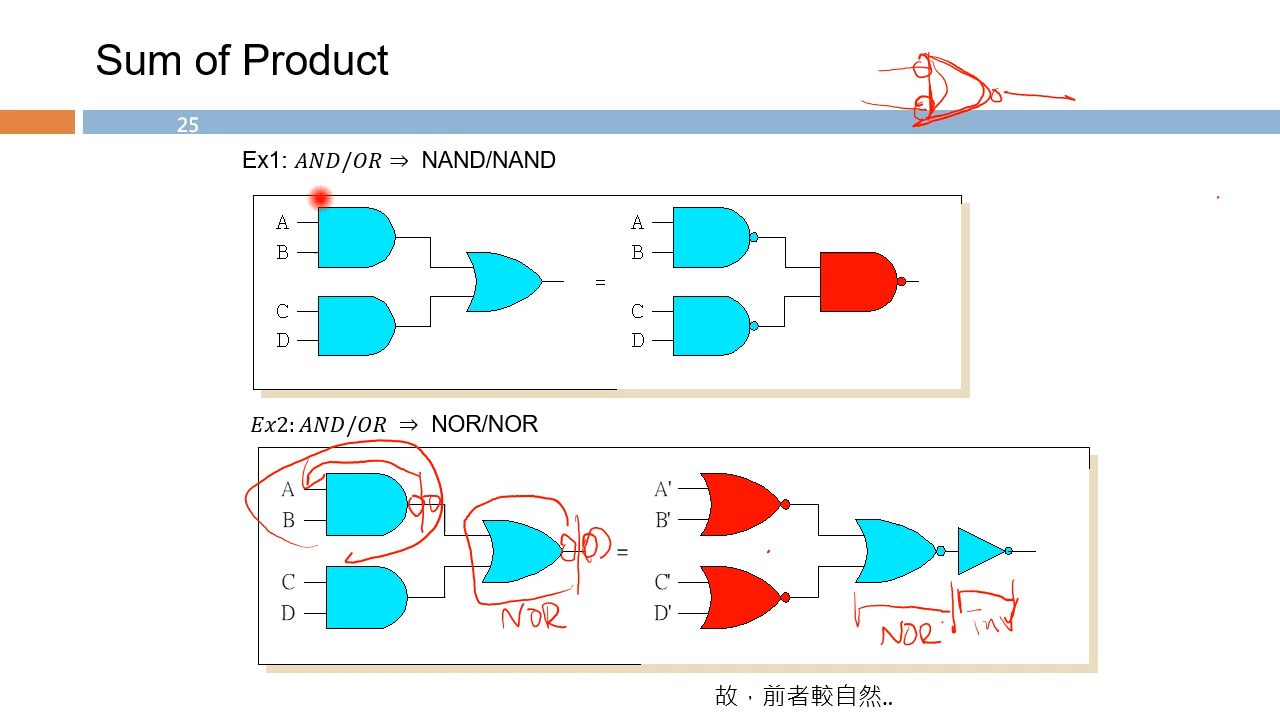 Sum of Product
25
Ex1: AND/OR ⇒ NAND/NAND
A
B
C
D
=
A
B
C
D
Ex2: AND/OR ⇒ NOR/NOR
A
B
C
D
NOR
=
A'
B'
C'
D'
NOR
inv
故，前者較自然..